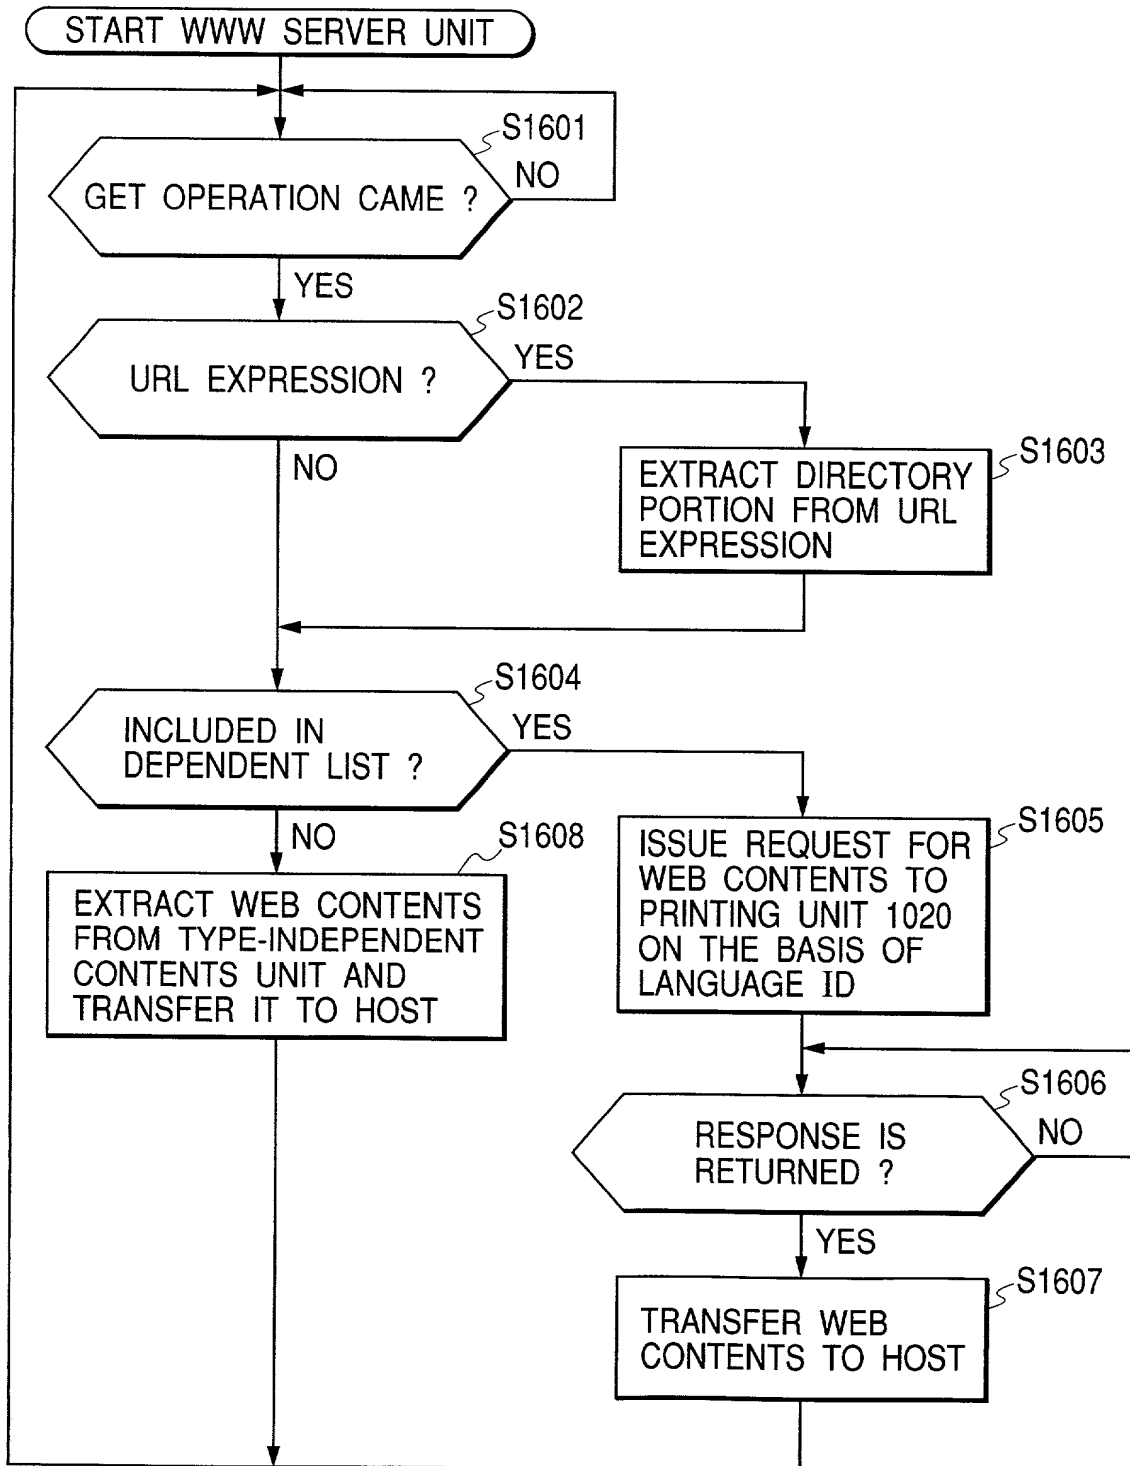 START WWW SERVER UNIT
S1601
GET OPERATION CAME ?
NO
YES
S1602
URL EXPRESSION ?
YES
NO
S1603
EXTRACT DIRECTORY
PORTION FROM URL
EXPRESSION
S1604
INCLUDED IN
DEPENDENT LIST ?
YES
NO
S1608
EXTRACT WEB CONTENTS
FROM TYPE-INDEPENDENT
CONTENTS UNIT AND
TRANSFER IT TO HOST
S1605
ISSUE REQUEST FOR
WEB CONTENTS TO
PRINTING UNIT 1020
ON THE BASIS OF
LANGUAGE ID
S1606
RESPONSE IS
RETURNED ?
NO
YES
S1607
TRANSFER WEB
CONTENTS TO HOST